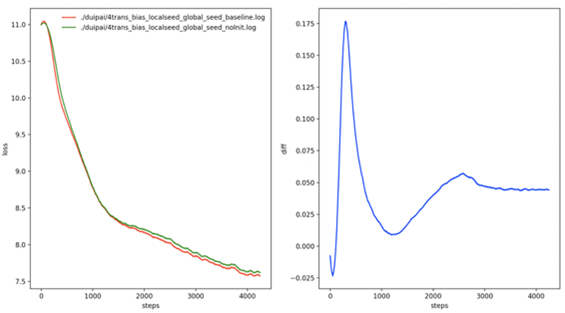 ./duipai/4trans_bias_localseed_global_seed_baseline.log
./duipai/4trans_bias_localseed_global_seed_noInit.log
11.0
10.5
10.0
9.5
9.0
8.5
8.0
7.5
loss
0 1000 2000 3000 4000
steps
0.175
0.150
0.125
0.100
0.075
0.050
0.025
0.000
−0.025
diff
0 1000 2000 3000 4000
steps